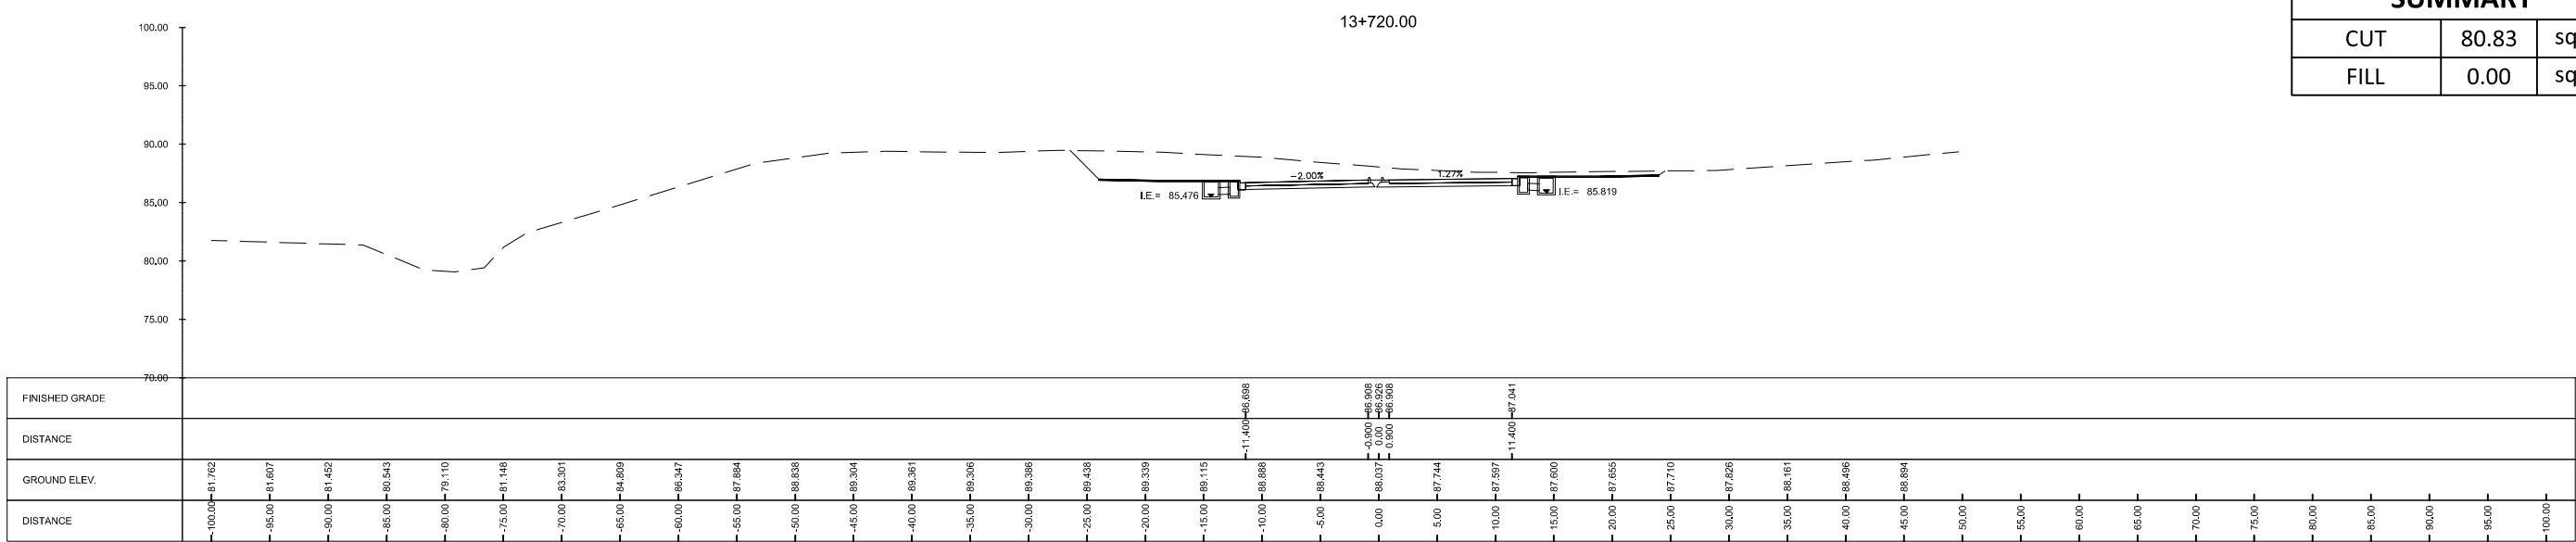 13+720.00
SUMMARY
CUT 80.83 sq
FILL 0.00 sq
100.00
95.00
90.00
85.00
80.00
75.00
70.00
-2.00% 1.27%
I.E.= 85.476
I.E.= 85.819
FINISHED GRADE 86.698 86.908 86.926 86.908 87.041
DISTANCE -11.400 -0.900 0.00 0.900 11.400
GROUND ELEV. 81.762 81.607 81.452 80.543 79.110 81.148 83.301 84.809 86.347 87.884 88.838 89.304 89.361 89.306 89.386 89.438 89.339 89.115 88.888 88.443 88.037 87.744 87.597 87.600 87.655 87.710 87.826 88.161 88.496 88.894
DISTANCE -100.00 -95.00 -90.00 -85.00 -80.00 -75.00 -70.00 -65.00 -60.00 -55.00 -50.00 -45.00 -40.00 -35.00 -30.00 -25.00 -20.00 -15.00 -10.00 -5.00 0.00 5.00 10.00 15.00 20.00 25.00 30.00 35.00 40.00 45.00 50.00 55.00 60.00 65.00 70.00 75.00 80.00 85.00 90.00 95.00 100.00